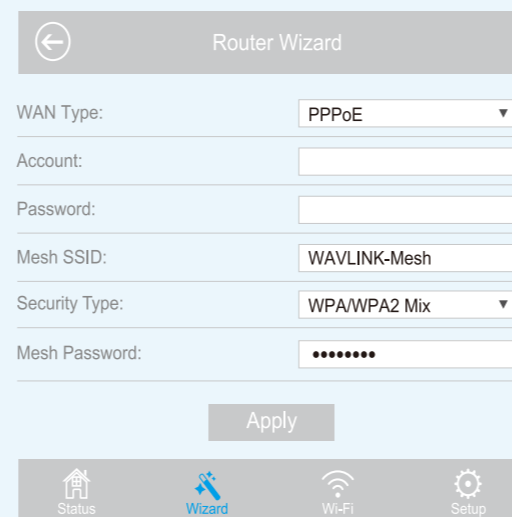 Router Wizard
WAN Type: PPPoE
Account:
Password:
Mesh SSID: WAVLINK-Mesh
Security Type: WPA/WPA2 Mix
Mesh Password: ••••••••
Apply
Status Wizard Wi-Fi Setup